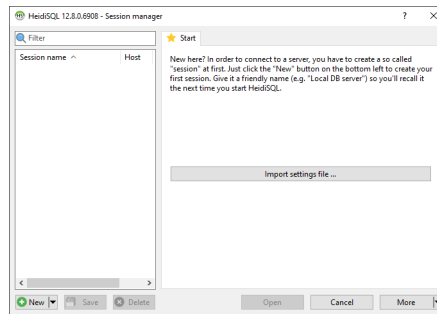 HeidiSQL 12.8.0.6908 - Session manager
Filter
Session name Host
Start
New here? In order to connect to a server, you have to create a so called
"session" at first. Just click the "New" button on the bottom left to create your
first session. Give it a friendly name (e.g. "Local DB server") so you'll recall it
the next time you start HeidiSQL.
Import settings file ...
New Save Delete Open Cancel More